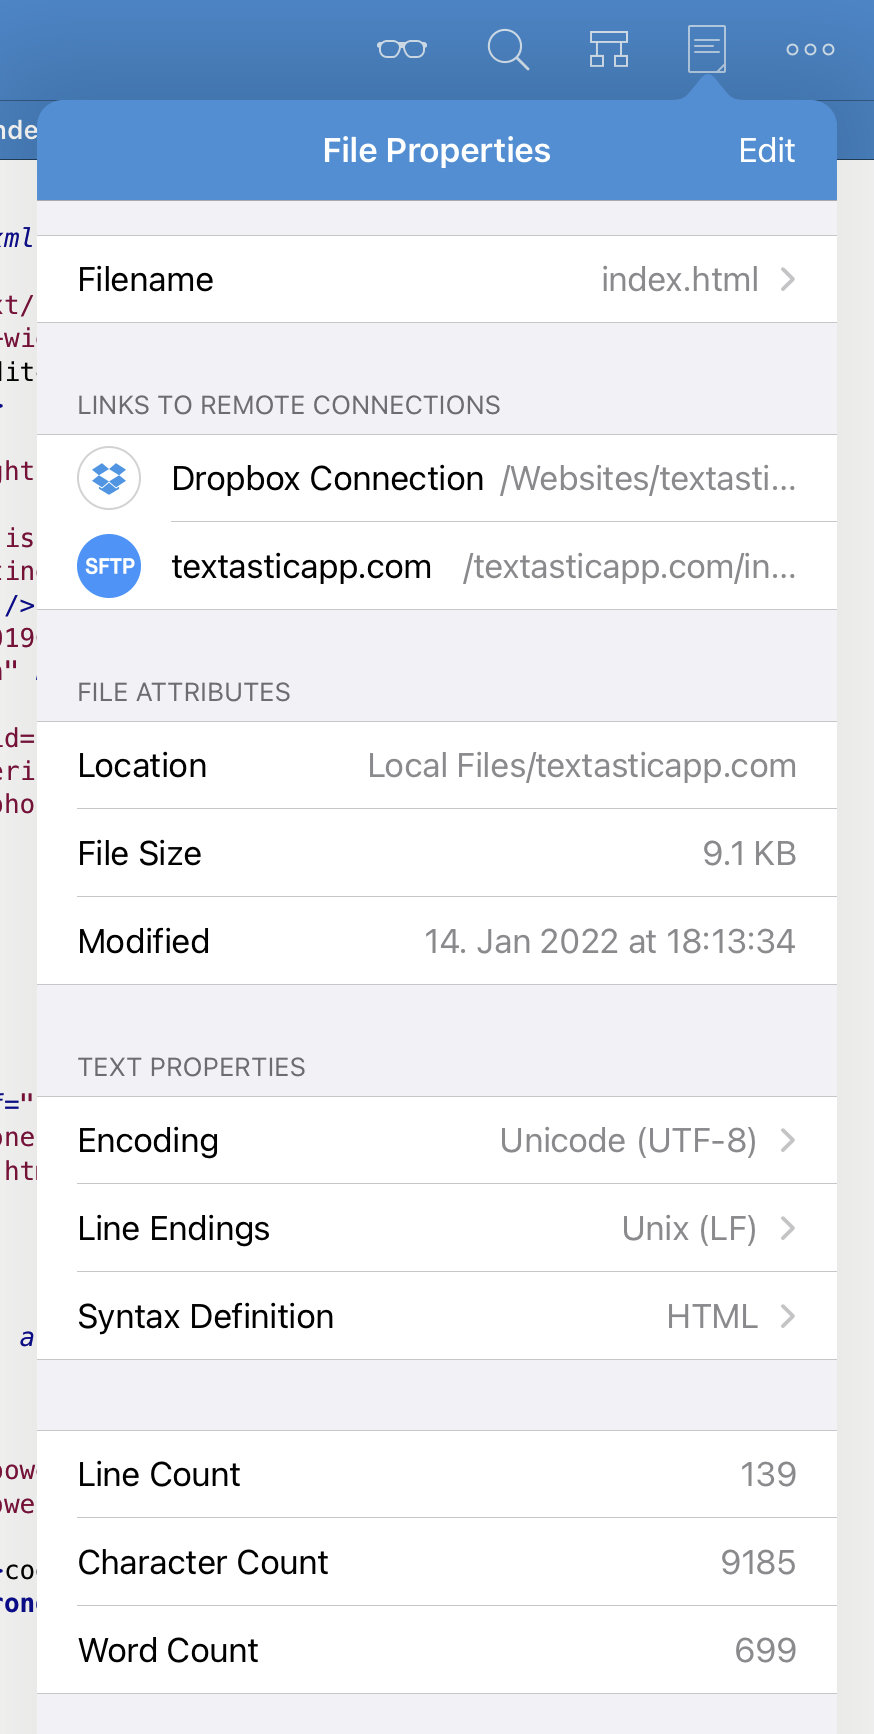 File Properties Edit
Filename index.html
LINKS TO REMOTE CONNECTIONS
Dropbox Connection /Websites/textasti...
SFTP textasticapp.com /textasticapp.com/in...
FILE ATTRIBUTES
Location Local Files/textasticapp.com
File Size 9.1 KB
Modified 14. Jan 2022 at 18:13:34
TEXT PROPERTIES
Encoding Unicode (UTF-8)
Line Endings Unix (LF)
Syntax Definition HTML
Line Count 139
Character Count 9185
Word Count 699